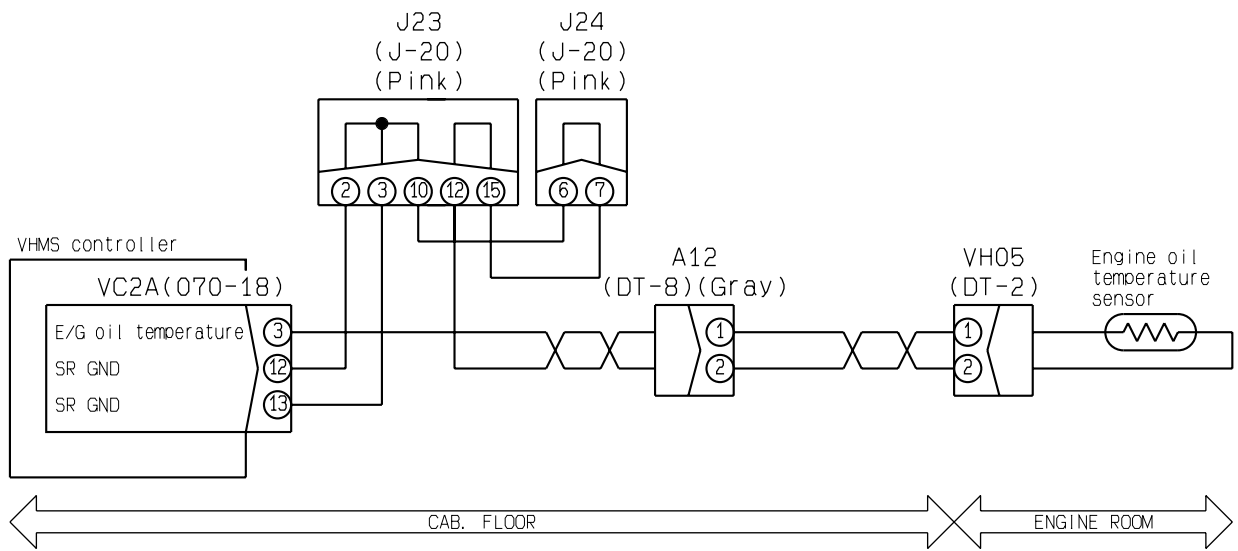 J23
(J-20)
(Pink)
J24
(J-20)
(Pink)
2 3 10 12 15
6 7
VHMS controller
VC2A(070-18)
E/G oil temperature 3
SR GND 12
SR GND 13
A12
(DT-8)(Gray)
1
2
VH05
(DT-2)
1
2
Engine oil
temperature
sensor
CAB. FLOOR
ENGINE ROOM